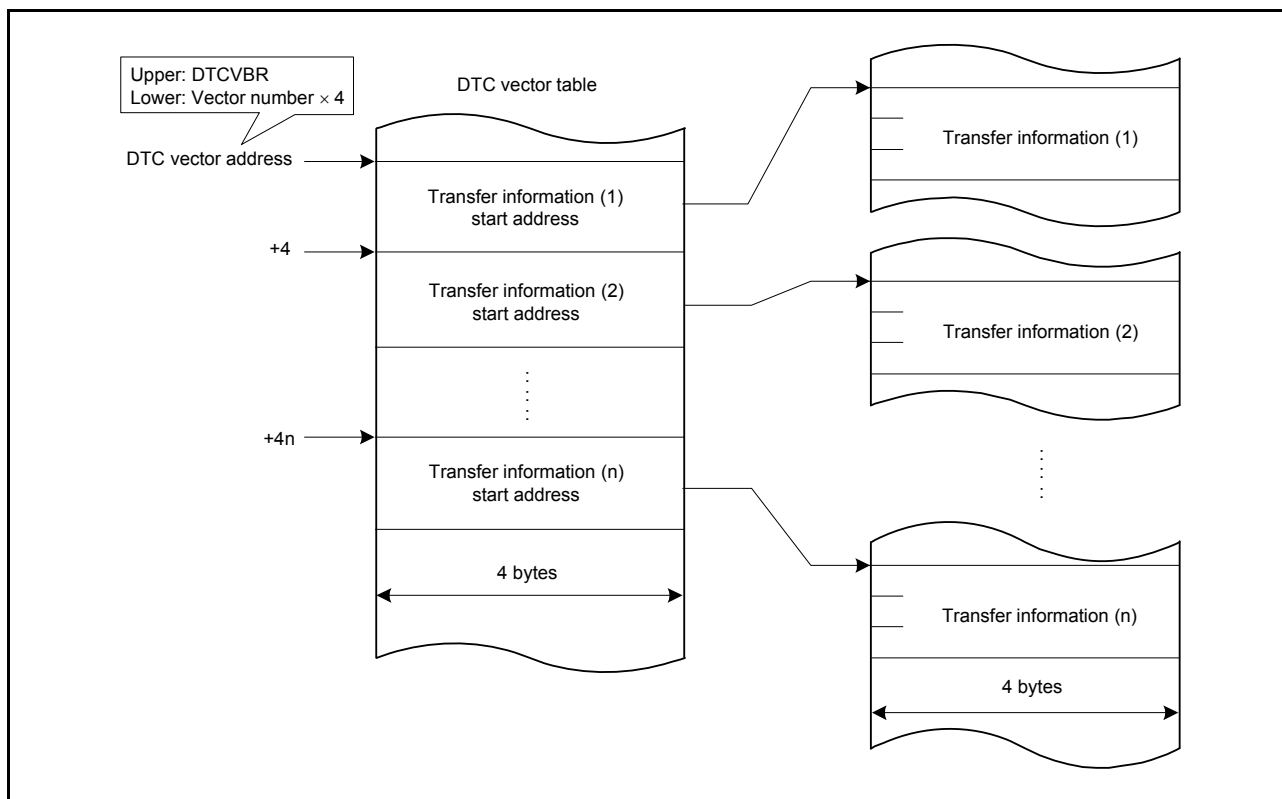 Upper: DTCVBR
Lower: Vector number × 4
DTC vector address
+4
+4n
DTC vector table
Transfer information (1)
start address
Transfer information (2)
start address
Transfer information (n)
start address
4 bytes
Transfer information (1)
Transfer information (2)
Transfer information (n)
4 bytes